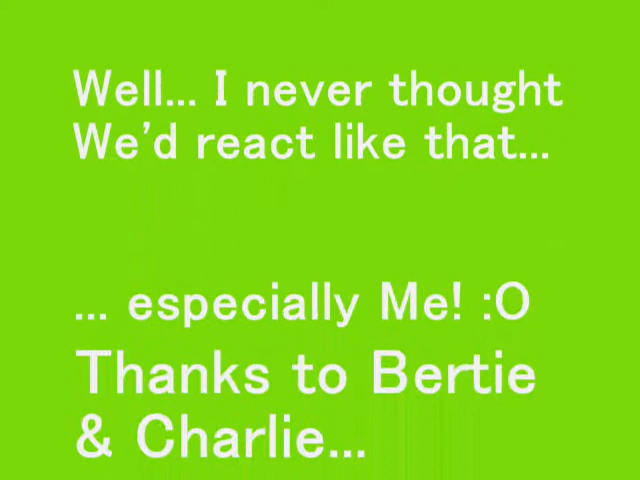 Well... I never thought
We'd react like that...
... especially Me! :O
Thanks to Bertie
& Charlie...